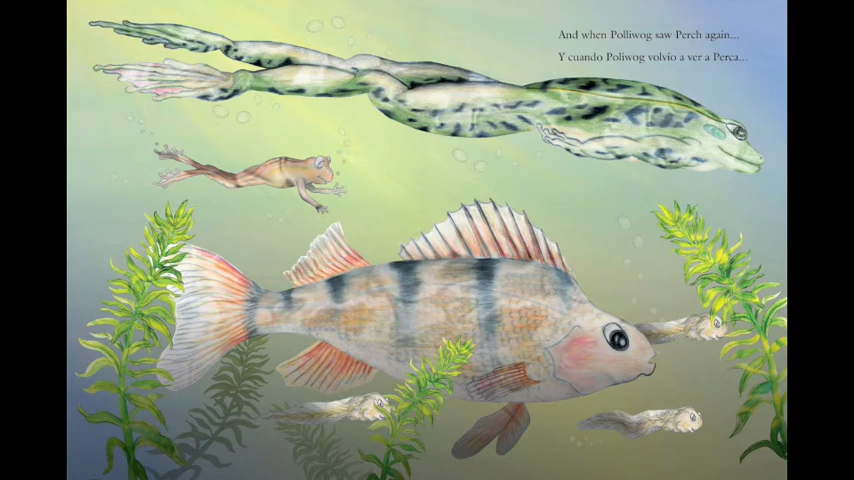 And when Polliwog saw Perch again...
Y cuando Poliwog volvio a ver a Perca...